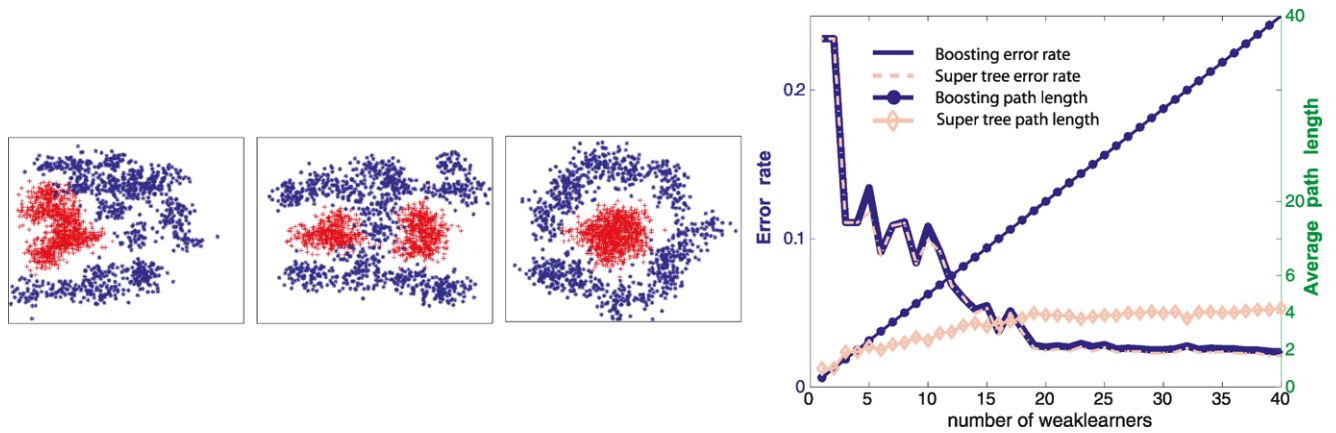 Boosting error rate
Super tree error rate
Boosting path length
Super tree path length
0.2
0.1
0
Error rate
40
20
6
4
2
0
Average path length
0 5 10 15 20 25 30 35 40
number of weaklearners